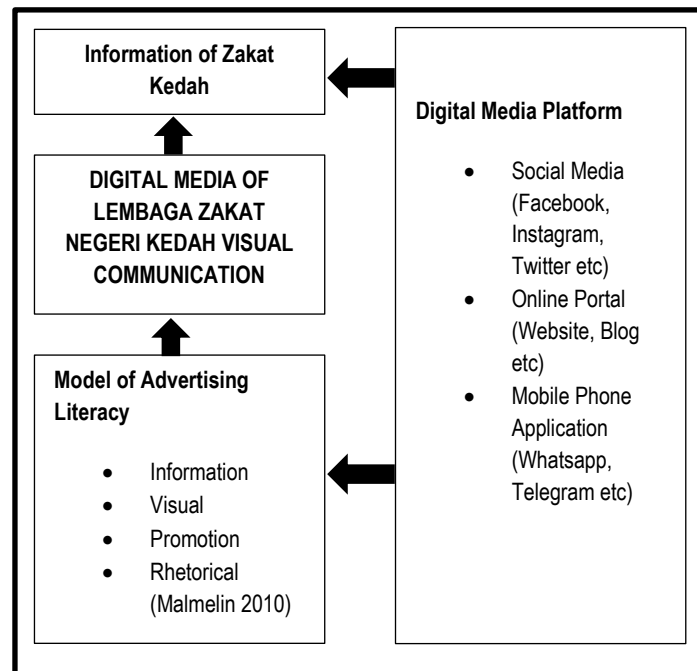 Information of Zakat
Kedah
DIGITAL MEDIA OF
LEMBAGA ZAKAT
NEGERI KEDAH VISUAL
COMMUNICATION
Model of Advertising
Literacy
• Information
• Visual
• Promotion
• Rhetorical
(Malmelin 2010)
Digital Media Platform
• Social Media
(Facebook,
Instagram,
Twitter etc)
• Online Portal
(Website, Blog
etc)
• Mobile Phone
Application
(Whatsapp,
Telegram etc)